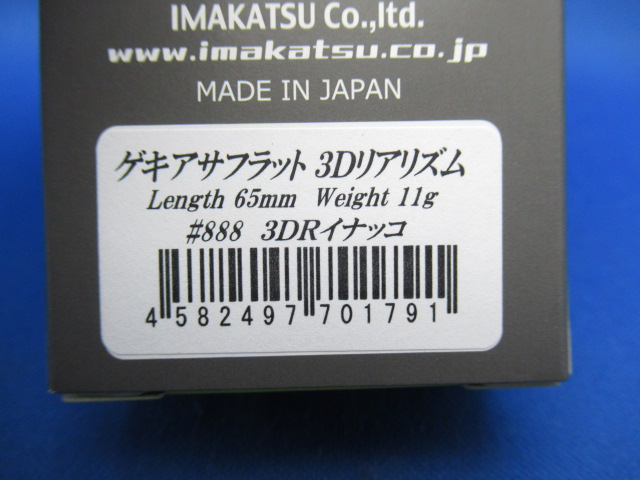 IMAKATSU Co.,ltd.
www.imakatsu.co.jp
MADE IN JAPAN
ゲキアサフラット 3Dリアリズム
Length 65mm Weight 11g
#888 3DRイナッコ
4 582497 701791